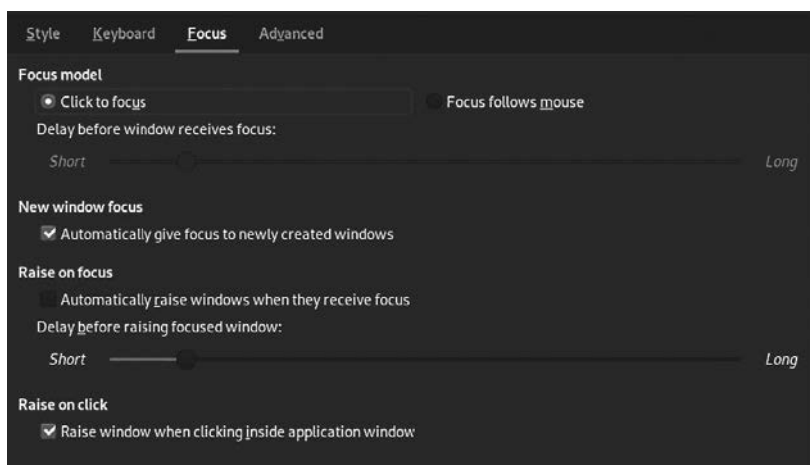 Style Keyboard Focus Advanced
Focus model
Click to focus Focus follows mouse
Delay before window receives focus:
Short Long
New window focus
Automatically give focus to newly created windows
Raise on focus
Automatically raise windows when they receive focus
Delay before raising focused window:
Short Long
Raise on click
Raise window when clicking inside application window